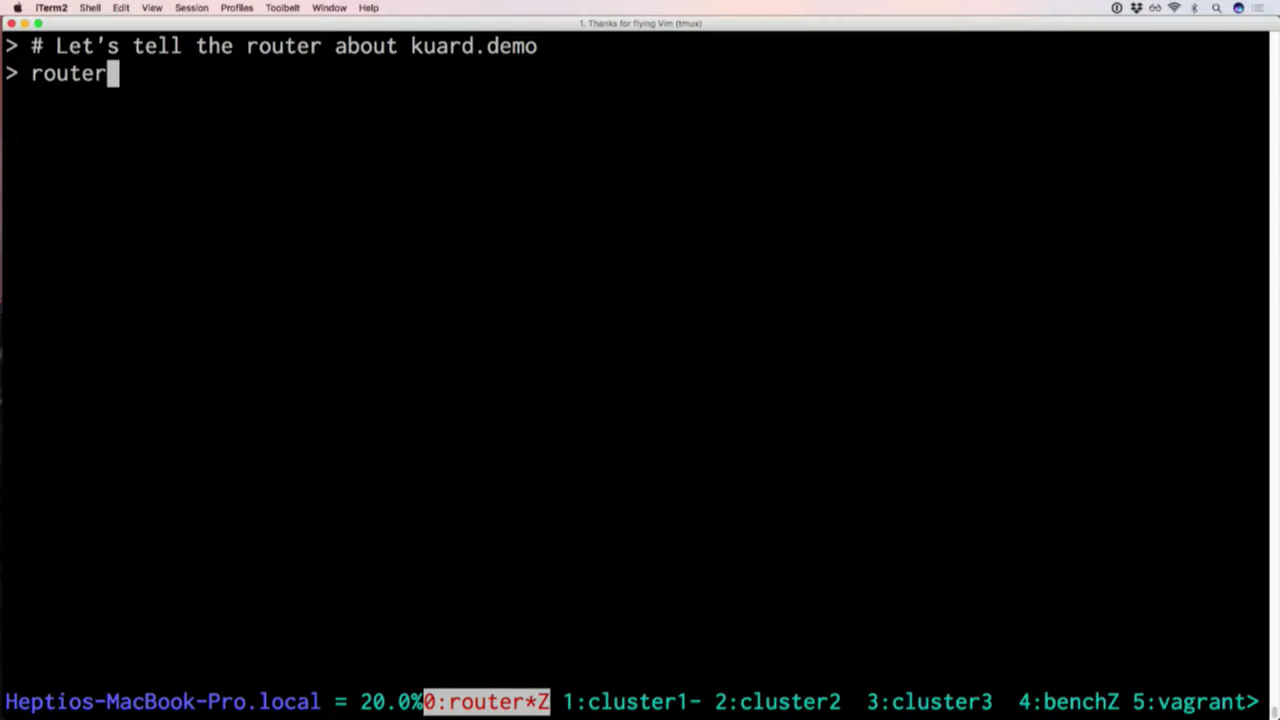 iTerm2 Shell Edit View Session Profiles Toolbelt Window Help
1. Thanks for flying Vim (tmux)
> # Let's tell the router about kuard.demo
> router
Heptios-MacBook-Pro.local = 20.0%0:router*Z 1:cluster1- 2:cluster2 3:cluster3 4:benchZ 5:vagrant>